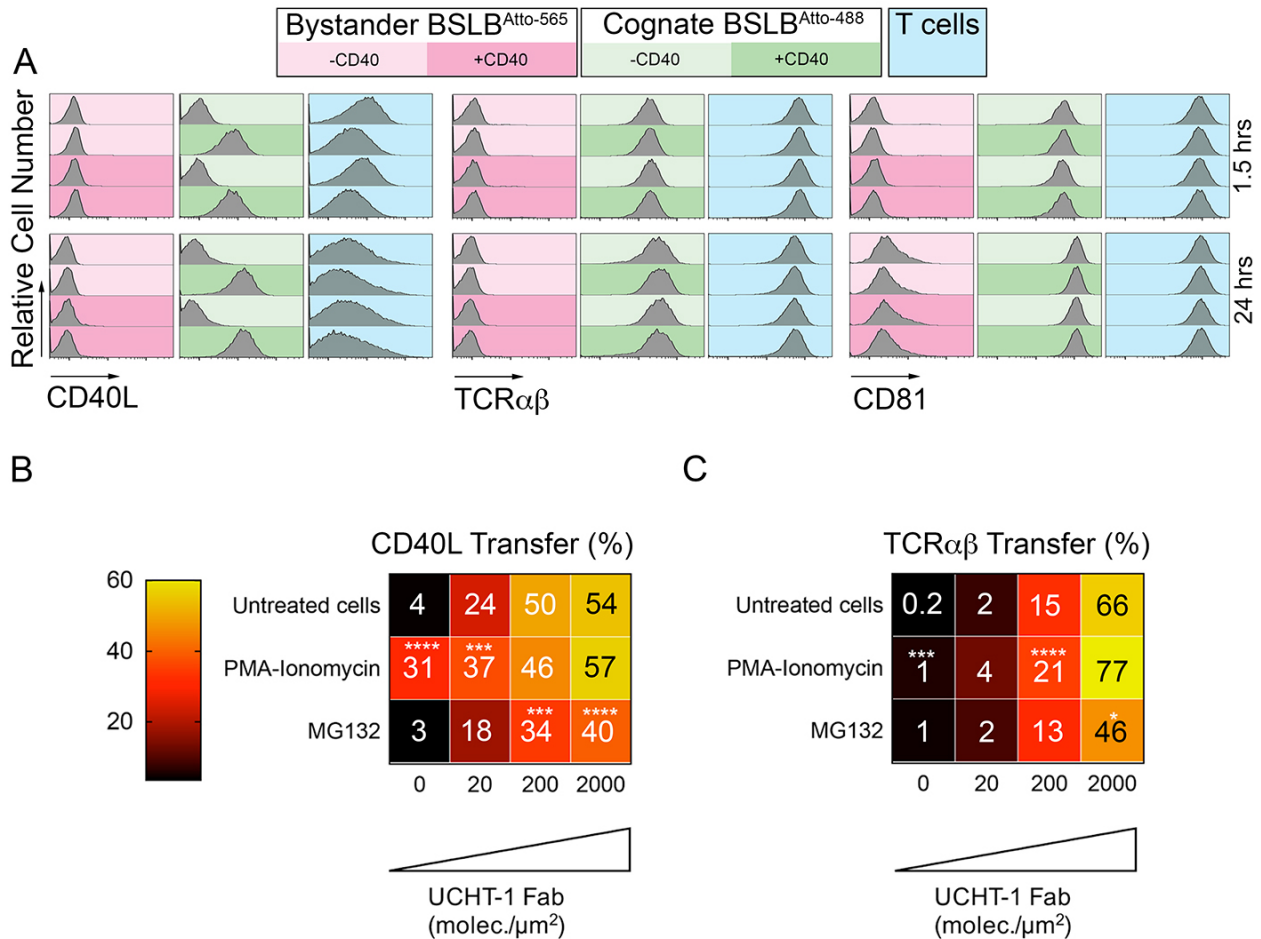 Bystander BSLB^Atto-565 Cognate BSLB^Atto-488 T cells
-CD40 +CD40 -CD40 +CD40
A
Relative Cell Number
1.5 hrs
24 hrs
CD40L TCRαβ CD81
B C
CD40L Transfer (%) TCRαβ Transfer (%)
60
40
20
Untreated cells 4 24 50 54
PMA-Ionomycin **** 31 *** 37 46 57
MG132 3 18 *** 34 **** 40
0 20 200 2000
UCHT-1 Fab
(molec./µm²)
Untreated cells 0.2 2 15 66
PMA-Ionomycin *** 1 4 **** 21 77
MG132 1 2 13 * 46
0 20 200 2000
UCHT-1 Fab
(molec./µm²)